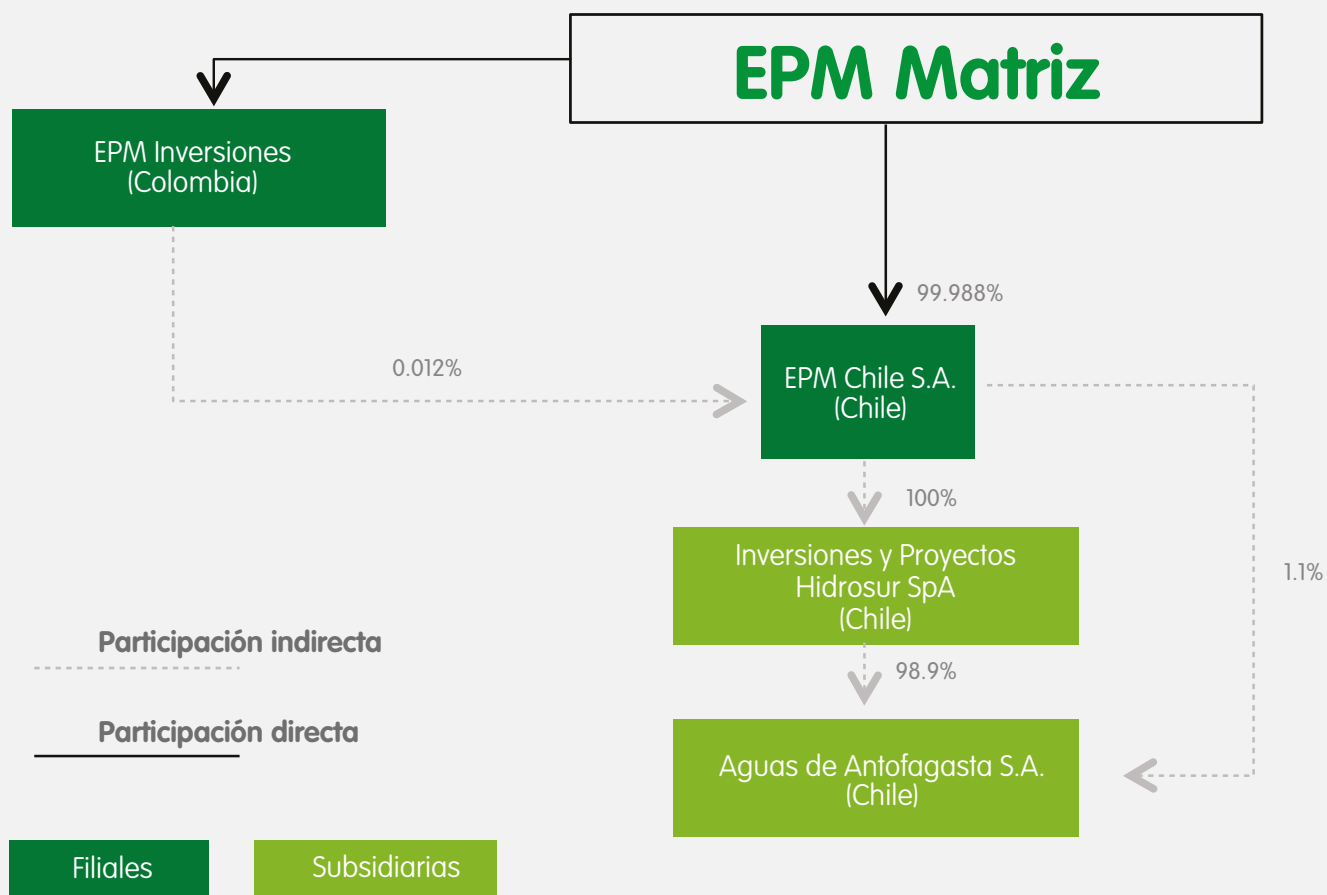 EPM Matriz
EPM Inversiones
(Colombia)
99.988%
0.012%
EPM Chile S.A.
(Chile)
100%
Inversiones y Proyectos
Hidrosur SpA
(Chile)
1.1%
Participación indirecta
98.9%
Participación directa
Aguas de Antofagasta S.A.
(Chile)
Filiales
Subsidiarias